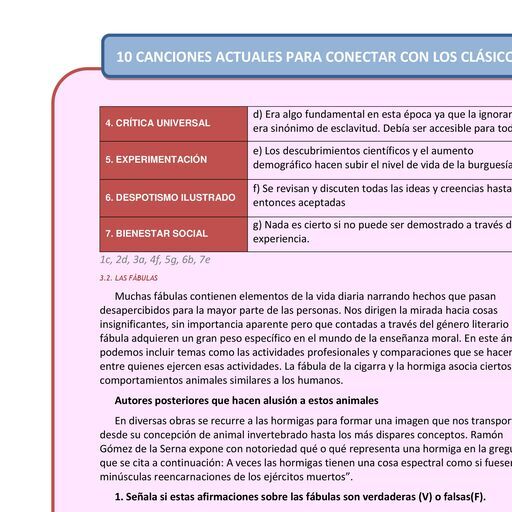 10 CANCIONES ACTUALES PARA CONECTAR CON LOS CLÁSICO
4. CRÍTICA UNIVERSAL
d) Era algo fundamental en esta época ya que la ignoran
era sinónimo de esclavitud. Debía ser accesible para tod
5. EXPERIMENTACIÓN
e) Los descubrimientos científicos y el aumento
demográfico hacen subir el nivel de vida de la burguesía
6. DESPOTISMO ILUSTRADO
f) Se revisan y discuten todas las ideas y creencias hasta
entonces aceptadas
7. BIENESTAR SOCIAL
g) Nada es cierto si no puede ser demostrado a través d
experiencia.
1c, 2d, 3a, 4f, 5g, 6b, 7e
3.2. LAS FÁBULAS
Muchas fábulas contienen elementos de la vida diaria narrando hechos que pasan
desapercibidos para la mayor parte de las personas. Nos dirigen la mirada hacia cosas
insignificantes, sin importancia aparente pero que contadas a través del género literario
fábula adquieren un gran peso específico en el mundo de la enseñanza moral. En este ám
podemos incluir temas como las actividades profesionales y comparaciones que se hacen
entre quienes ejercen esas actividades. La fábula de la cigarra y la hormiga asocia ciertos
comportamientos animales similares a los humanos.
Autores posteriores que hacen alusión a estos animales
En diversas obras se recurre a las hormigas para formar una imagen que nos transpor
desde su concepción de animal invertebrado hasta los más dispares conceptos. Ramón
Gómez de la Serna expone con notoriedad qué o qué representa una hormiga en la gregu
que se cita a continuación: A veces las hormigas tienen una cosa espectral como si fuesen
minúsculas reencarnaciones de los ejércitos muertos”.
1. Señala si estas afirmaciones sobre las fábulas son verdaderas (V) o falsas(F).